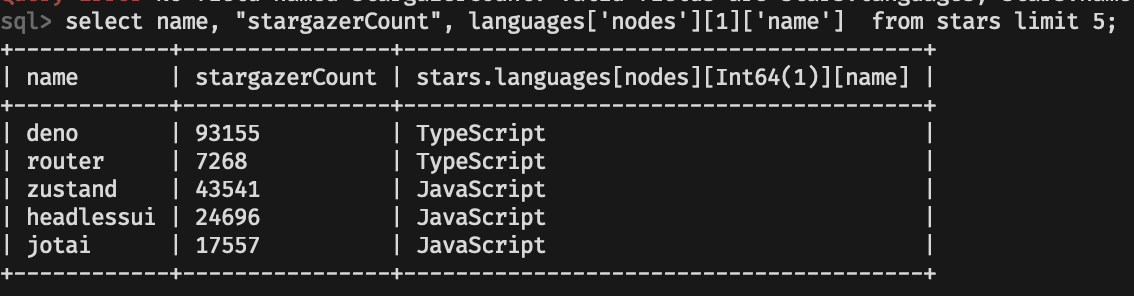 sql> select name, "stargazerCount", languages['nodes'][1]['name']  from stars limit 5;
+------------+----------------+----------------------------------------+
| name       | stargazerCount | stars.languages[nodes][Int64(1)][name] |
+------------+----------------+----------------------------------------+
| deno       | 93155          | TypeScript                             |
| router     | 7268           | TypeScript                             |
| zustand    | 43541          | JavaScript                             |
| headlessui | 24696          | JavaScript                             |
| jotai      | 17557          | JavaScript                             |
+------------+----------------+----------------------------------------+